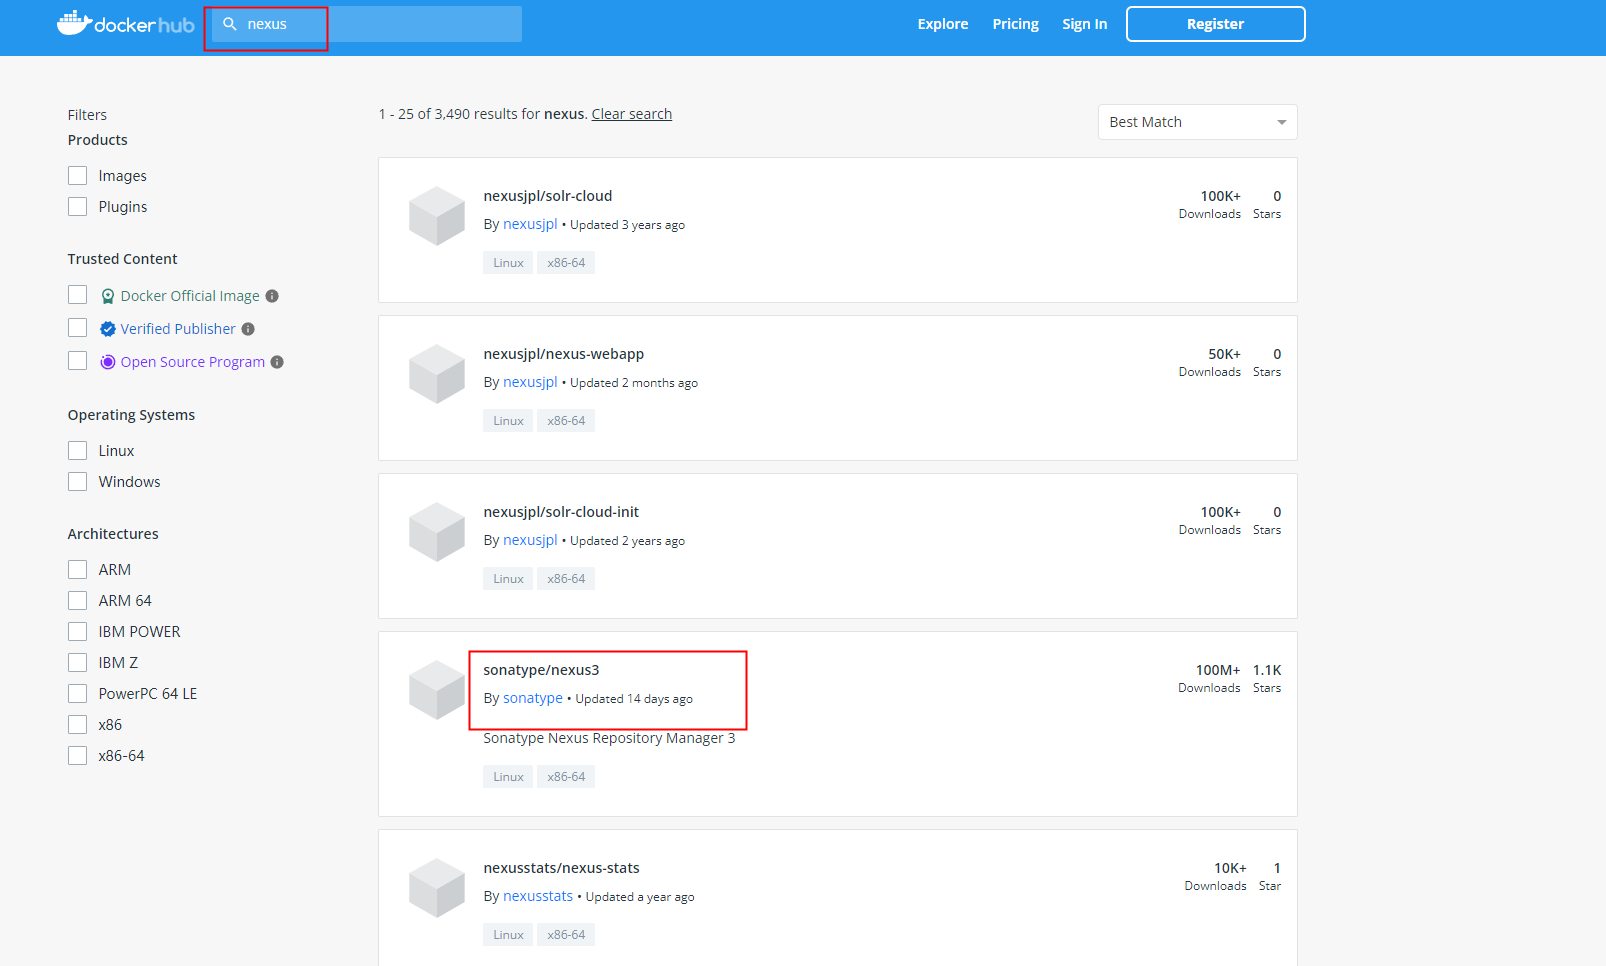 docker hub
nexus
Explore Pricing Sign In Register
Filters
Products
Images
Plugins
Trusted Content
Docker Official Image
Verified Publisher
Open Source Program
Operating Systems
Linux
Windows
Architectures
ARM
ARM 64
IBM POWER
IBM Z
PowerPC 64 LE
x86
x86-64
1 - 25 of 3,490 results for nexus. Clear search
Best Match
nexusjpl/solr-cloud
By nexusjpl • Updated 3 years ago
Linux x86-64
100K+ 0
Downloads Stars
nexusjpl/nexus-webapp
By nexusjpl • Updated 2 months ago
Linux x86-64
50K+ 0
Downloads Stars
nexusjpl/solr-cloud-init
By nexusjpl • Updated 2 years ago
Linux x86-64
100K+ 0
Downloads Stars
sonatype/nexus3
By sonatype • Updated 14 days ago
Sonatype Nexus Repository Manager 3
Linux x86-64
100M+ 1.1K
Downloads Stars
nexusstats/nexus-stats
By nexusstats • Updated a year ago
Linux x86-64
10K+ 1
Downloads Star